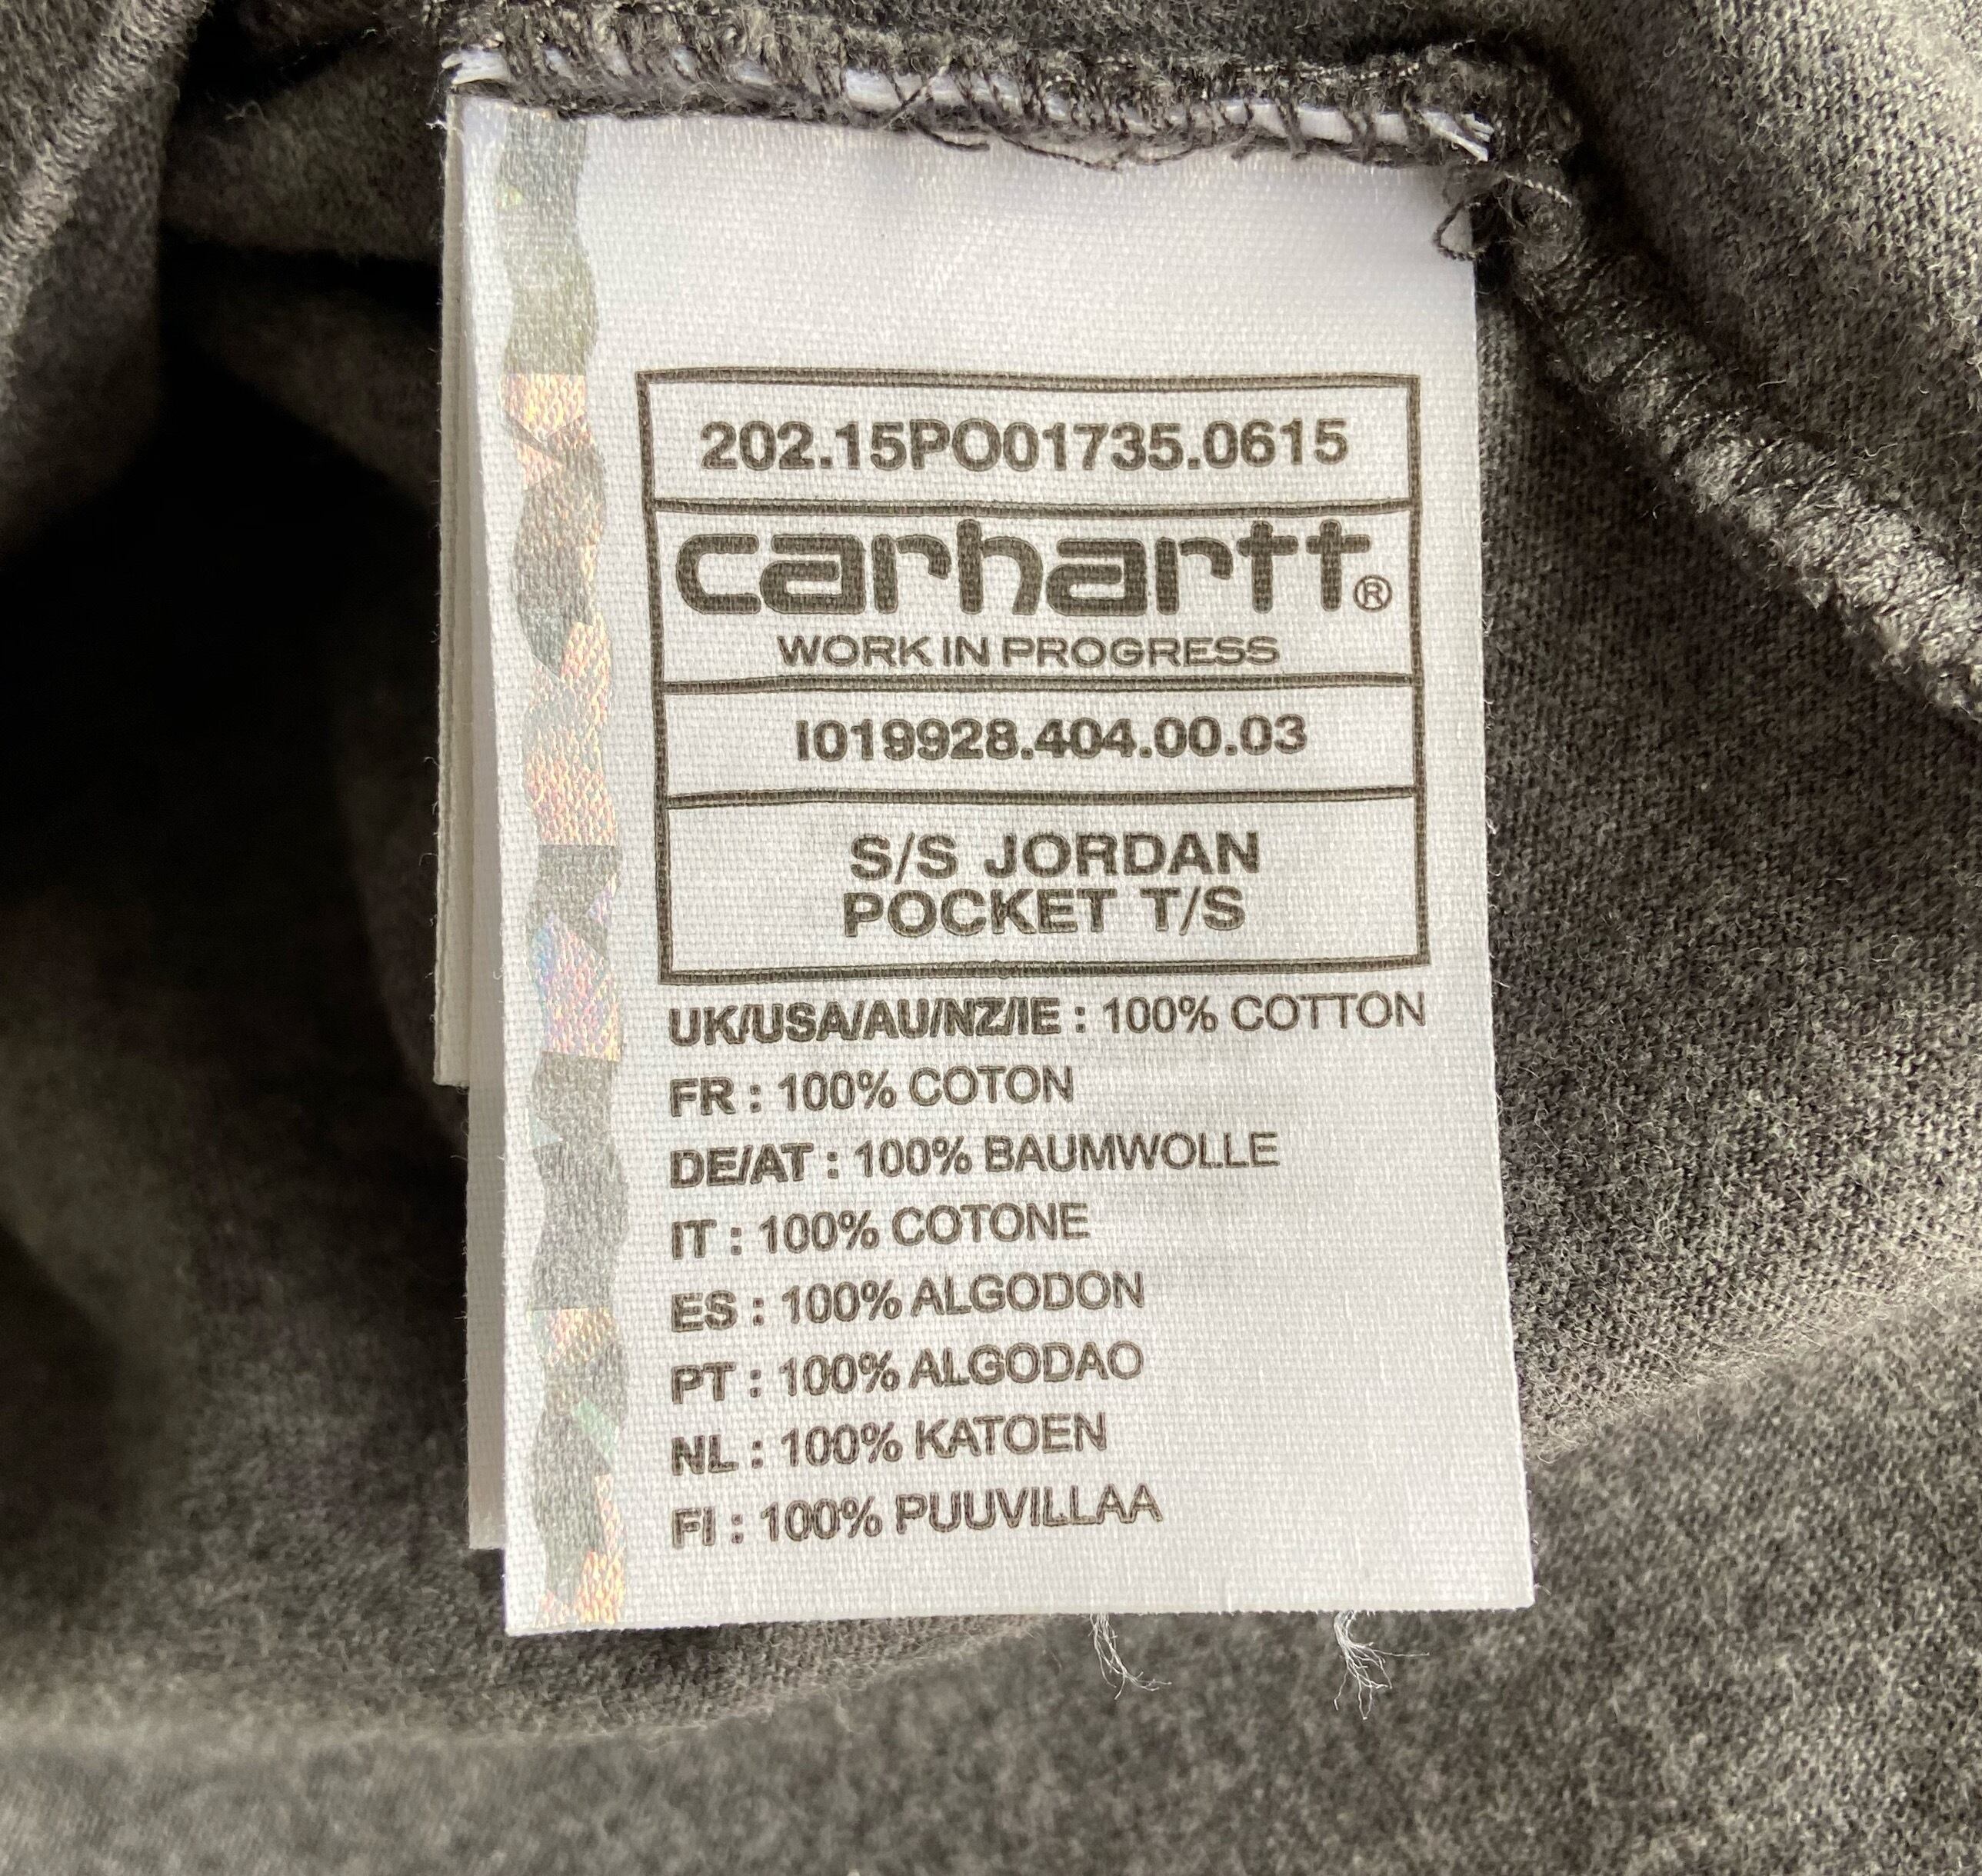 202.15PO01735.0615
carhartt®
WORK IN PROGRESS
I019928.404.00.03
S/S JORDAN
POCKET T/S
UK/USA/AU/NZ/IE : 100% COTTON
FR : 100% COTON
DE/AT : 100% BAUMWOLLE
IT : 100% COTONE
ES : 100% ALGODON
PT : 100% ALGODAO
NL : 100% KATOEN
FI : 100% PUUVILLAA